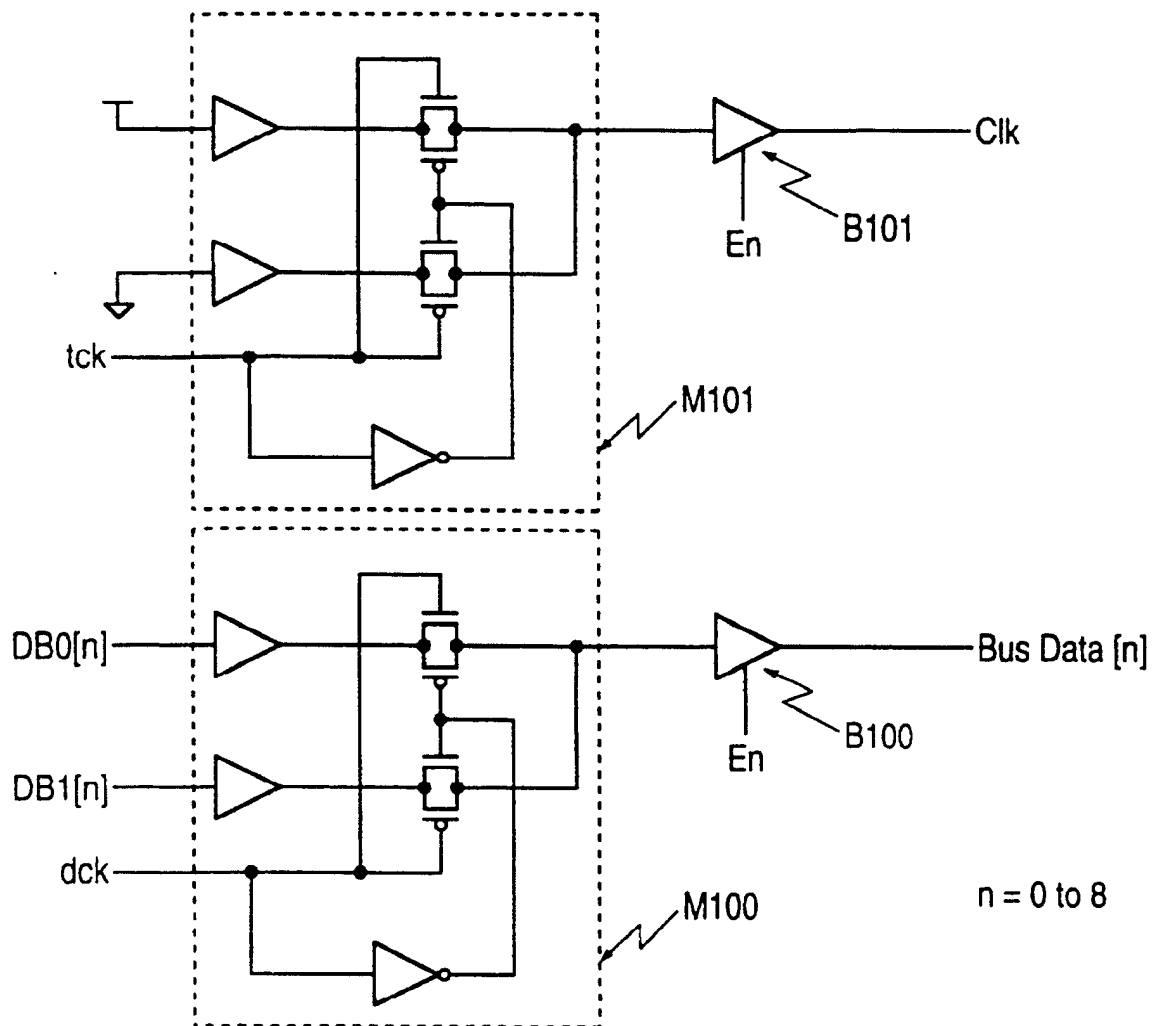 Clk
En
B101
tck
M101
DB0[n]
Bus Data [n]
B100
En
DB1[n]
dck
M100
n = 0 to 8